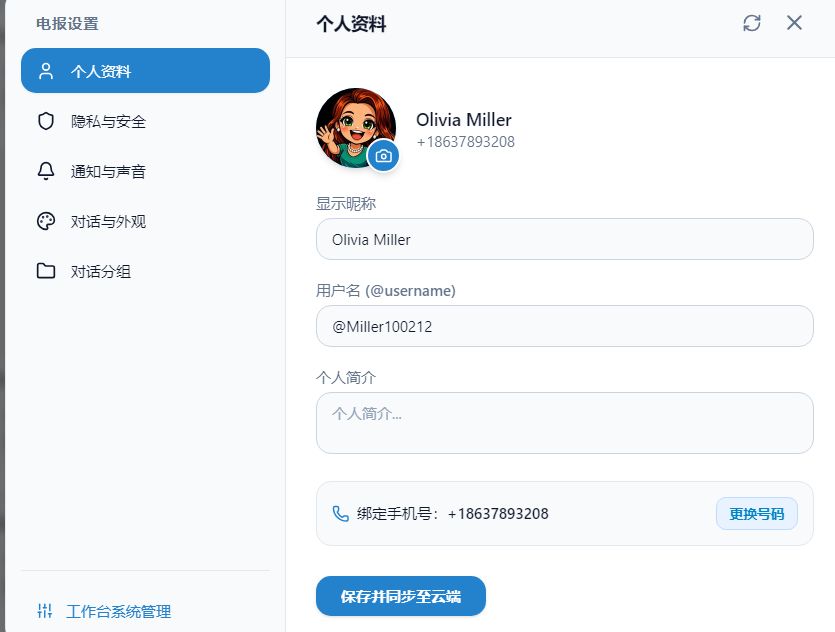 电报设置
个人资料
隐私与安全
通知与声音
对话与外观
对话分组
工作台系统管理
个人资料
Olivia Miller
+18637893208
显示昵称
Olivia Miller
用户名 (@username)
@Miller100212
个人简介
个人简介...
绑定手机号：+18637893208
更换号码
保存并同步至云端